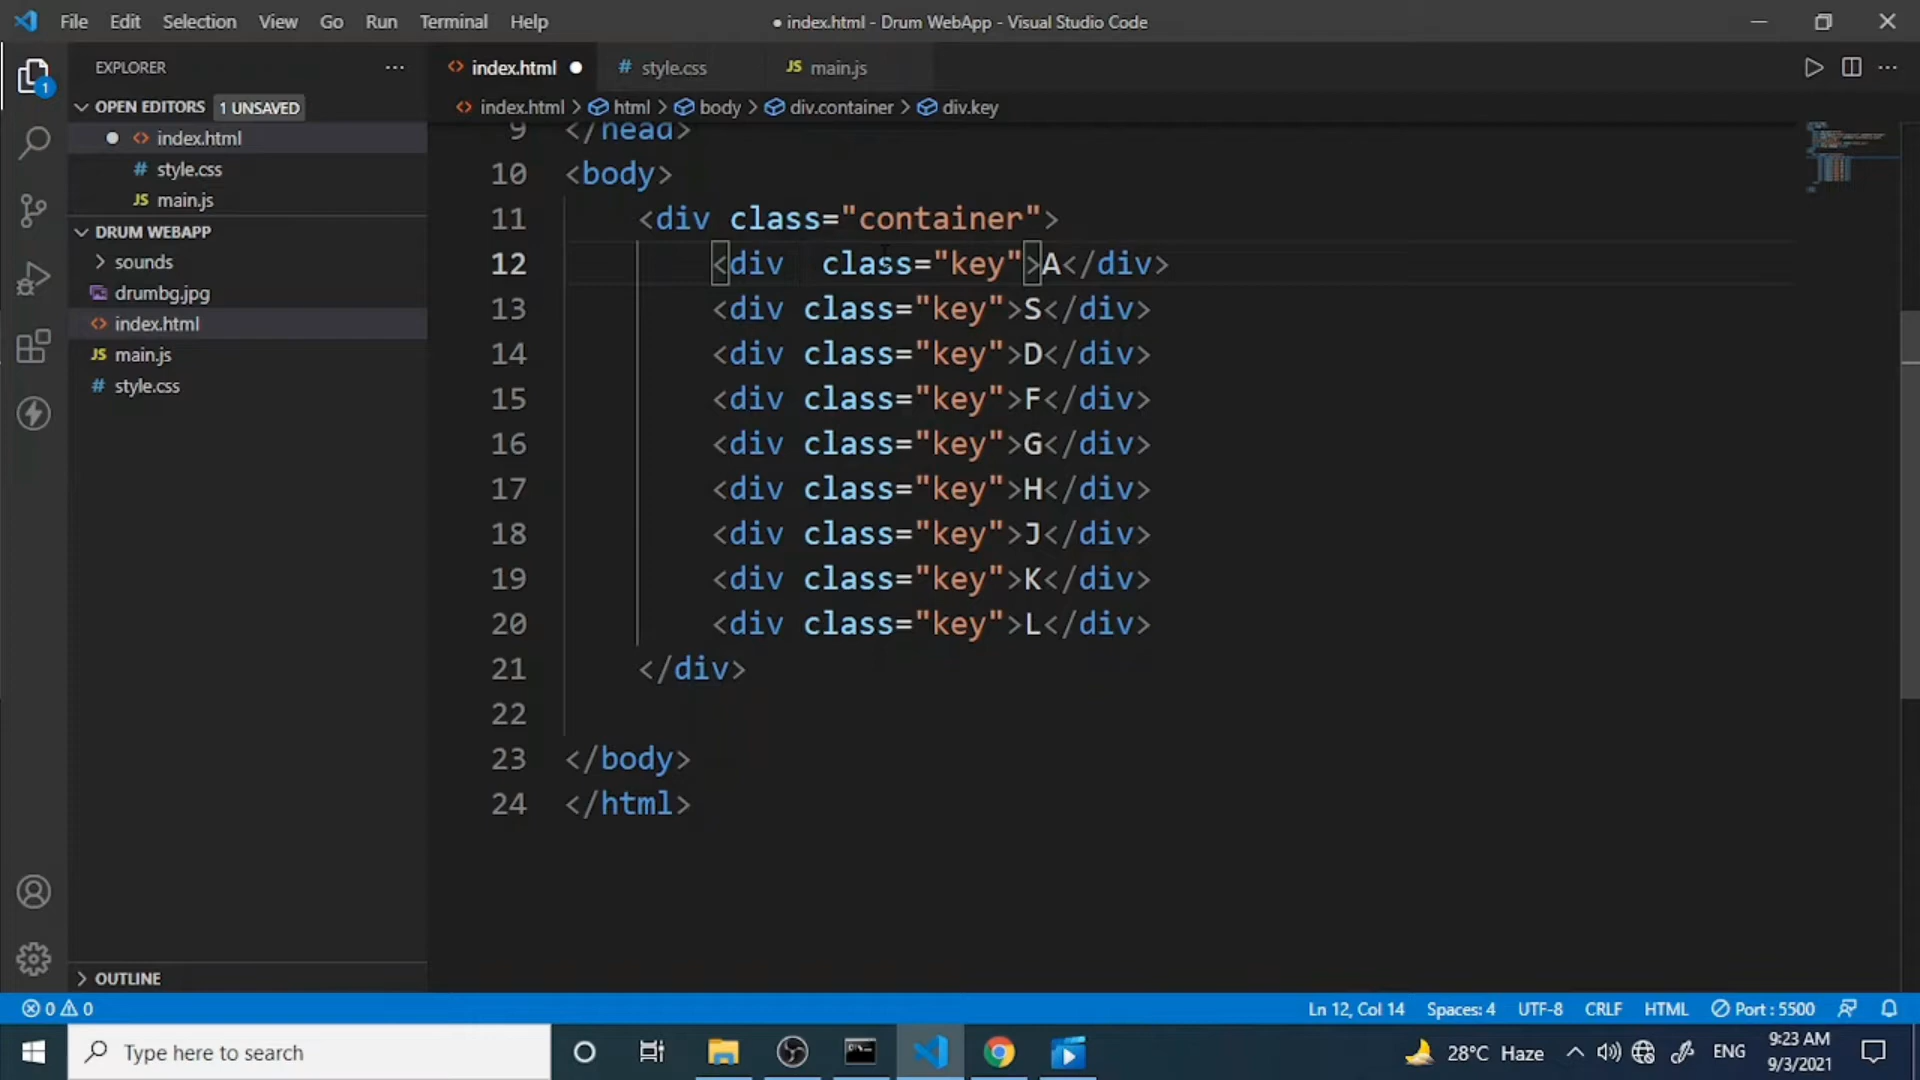 File Edit Selection View Go Run Terminal Help ● index.html - Drum WebApp - Visual Studio Code
EXPLORER ··· index.html ● # style.css JS main.js ···
OPEN EDITORS 1 UNSAVED
index.html > html > body > div.container > div.key
● index.html
# style.css
JS main.js
DRUM WEBAPP
sounds
drumbg.jpg
index.html
JS main.js
# style.css
OUTLINE
9 </head>
10 <body>
11 <div class="container">
12 <div  class="key">A</div>
13 <div class="key">S</div>
14 <div class="key">D</div>
15 <div class="key">F</div>
16 <div class="key">G</div>
17 <div class="key">H</div>
18 <div class="key">J</div>
19 <div class="key">K</div>
20 <div class="key">L</div>
21 </div>
22
23 </body>
24 </html>
1
0 0 Ln 12, Col 14 Spaces: 4 UTF-8 CRLF HTML Port : 5500
Type here to search 28°C Haze ENG 9:23 AM
9/3/2021